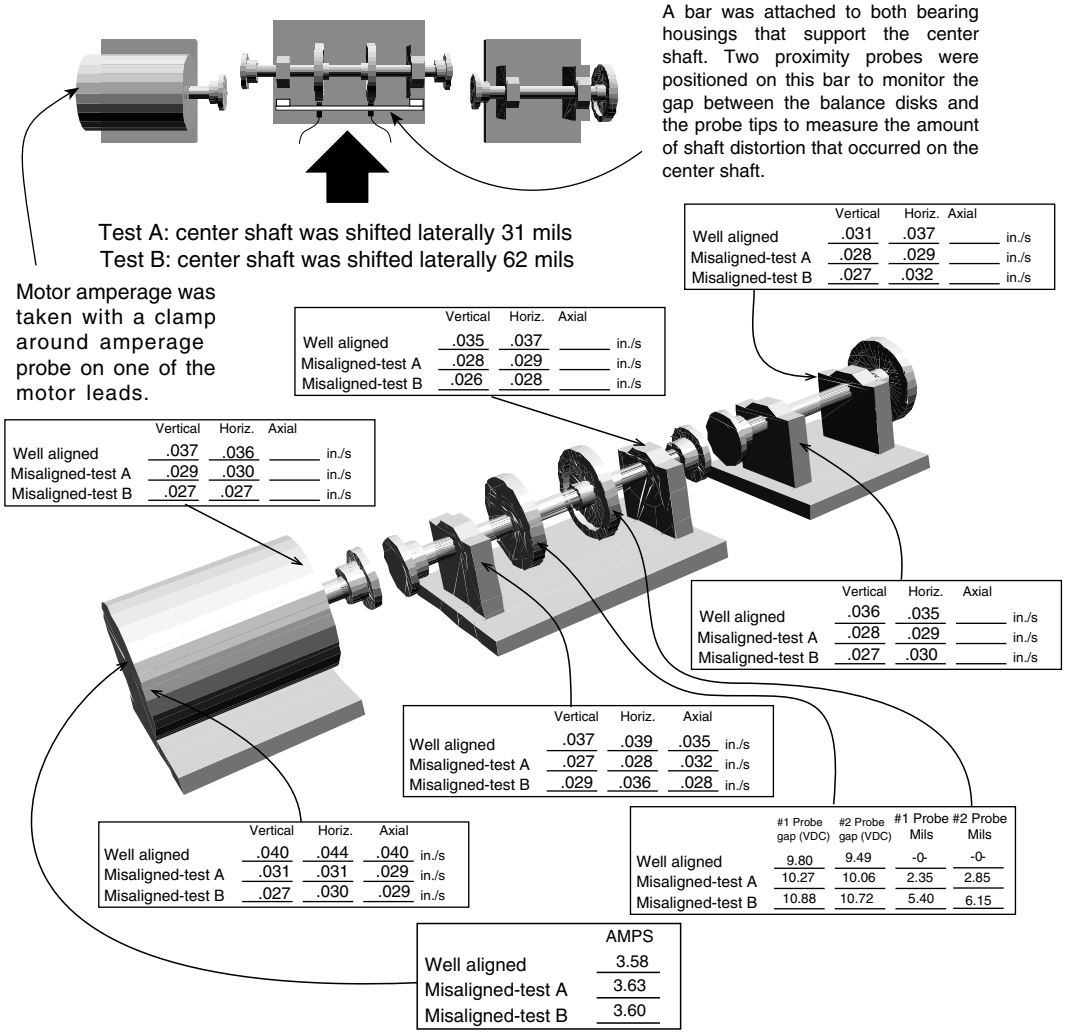 A bar was attached to both bearing
housings that support the center
shaft. Two proximity probes were
positioned on this bar to monitor the
gap between the balance disks and
the probe tips to measure the amount
of shaft distortion that occurred on the
center shaft.
Test A: center shaft was shifted laterally 31 mils
Test B: center shaft was shifted laterally 62 mils
Motor amperage was
taken with a clamp
around amperage
probe on one of the
motor leads.
Vertical Horiz. Axial
Well aligned .031 .037 in./s
Misaligned-test A .028 .029 in./s
Misaligned-test B .027 .032 in./s
Vertical Horiz. Axial
Well aligned .035 .037 in./s
Misaligned-test A .028 .029 in./s
Misaligned-test B .026 .028 in./s
Vertical Horiz. Axial
Well aligned .037 .036 in./s
Misaligned-test A .029 .030 in./s
Misaligned-test B .027 .027 in./s
Vertical Horiz. Axial
Well aligned .036 .035 in./s
Misaligned-test A .028 .029 in./s
Misaligned-test B .027 .030 in./s
Vertical Horiz. Axial
Well aligned .037 .039 .035 in./s
Misaligned-test A .027 .028 .032 in./s
Misaligned-test B .029 .036 .028 in./s
Vertical Horiz. Axial
Well aligned .040 .044 .040 in./s
Misaligned-test A .031 .031 .029 in./s
Misaligned-test B .027 .030 .029 in./s
#1 Probe #2 Probe #1 Probe #2 Probe
gap (VDC) gap (VDC) Mils Mils
Well aligned 9.80 9.49 -0- -0-
Misaligned-test A 10.27 10.06 2.35 2.85
Misaligned-test B 10.88 10.72 5.40 6.15
AMPS
Well aligned 3.58
Misaligned-test A 3.63
Misaligned-test B 3.60